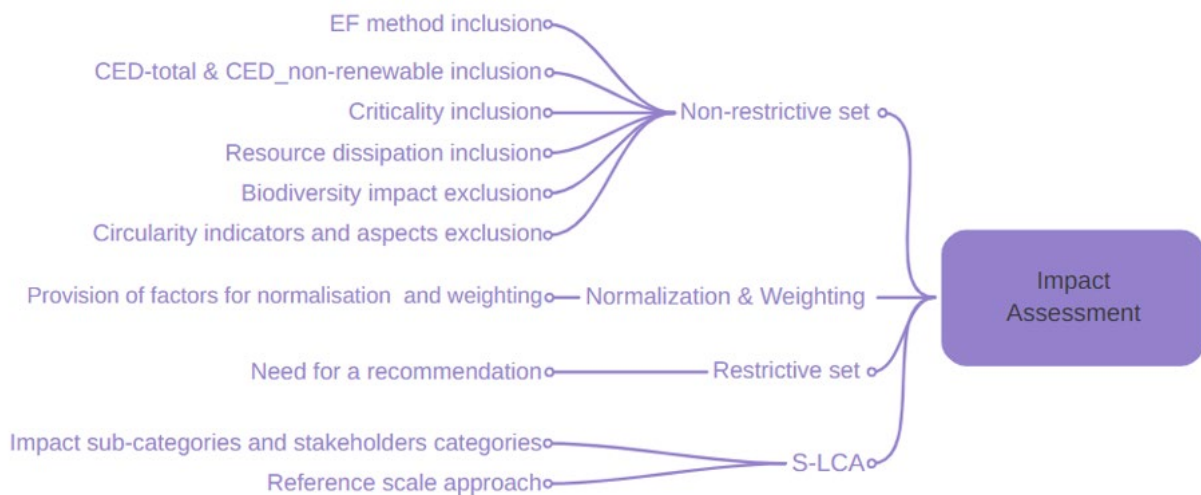 EF method inclusion
CED-total & CED_non-renewable inclusion
Criticality inclusion
Resource dissipation inclusion
Biodiversity impact exclusion
Circularity indicators and aspects exclusion
Non-restrictive set
Provision of factors for normalisation and weighting
Normalization & Weighting
Need for a recommendation
Restrictive set
Impact sub-categories and stakeholders categories
Reference scale approach
S-LCA
Impact
Assessment